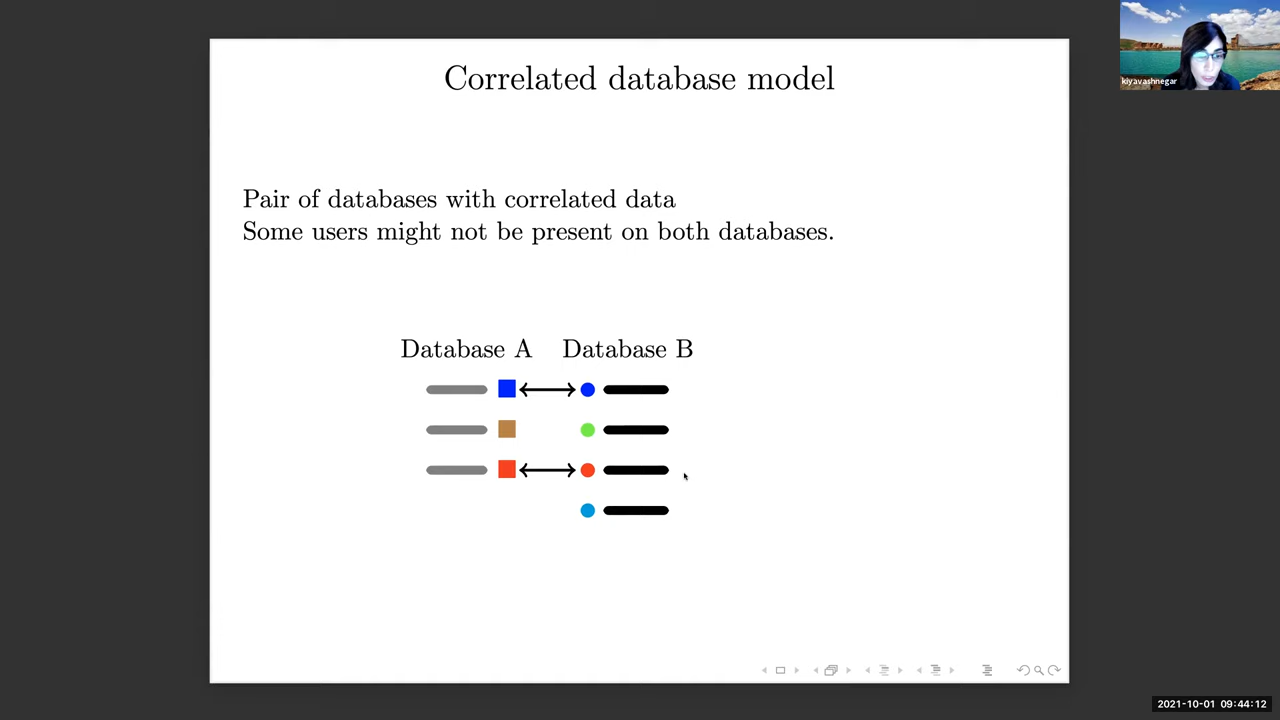 Correlated database model
kiyavashnegar
Pair of databases with correlated data
Some users might not be present on both databases.
Database A Database B
2021-10-01 09:44:12